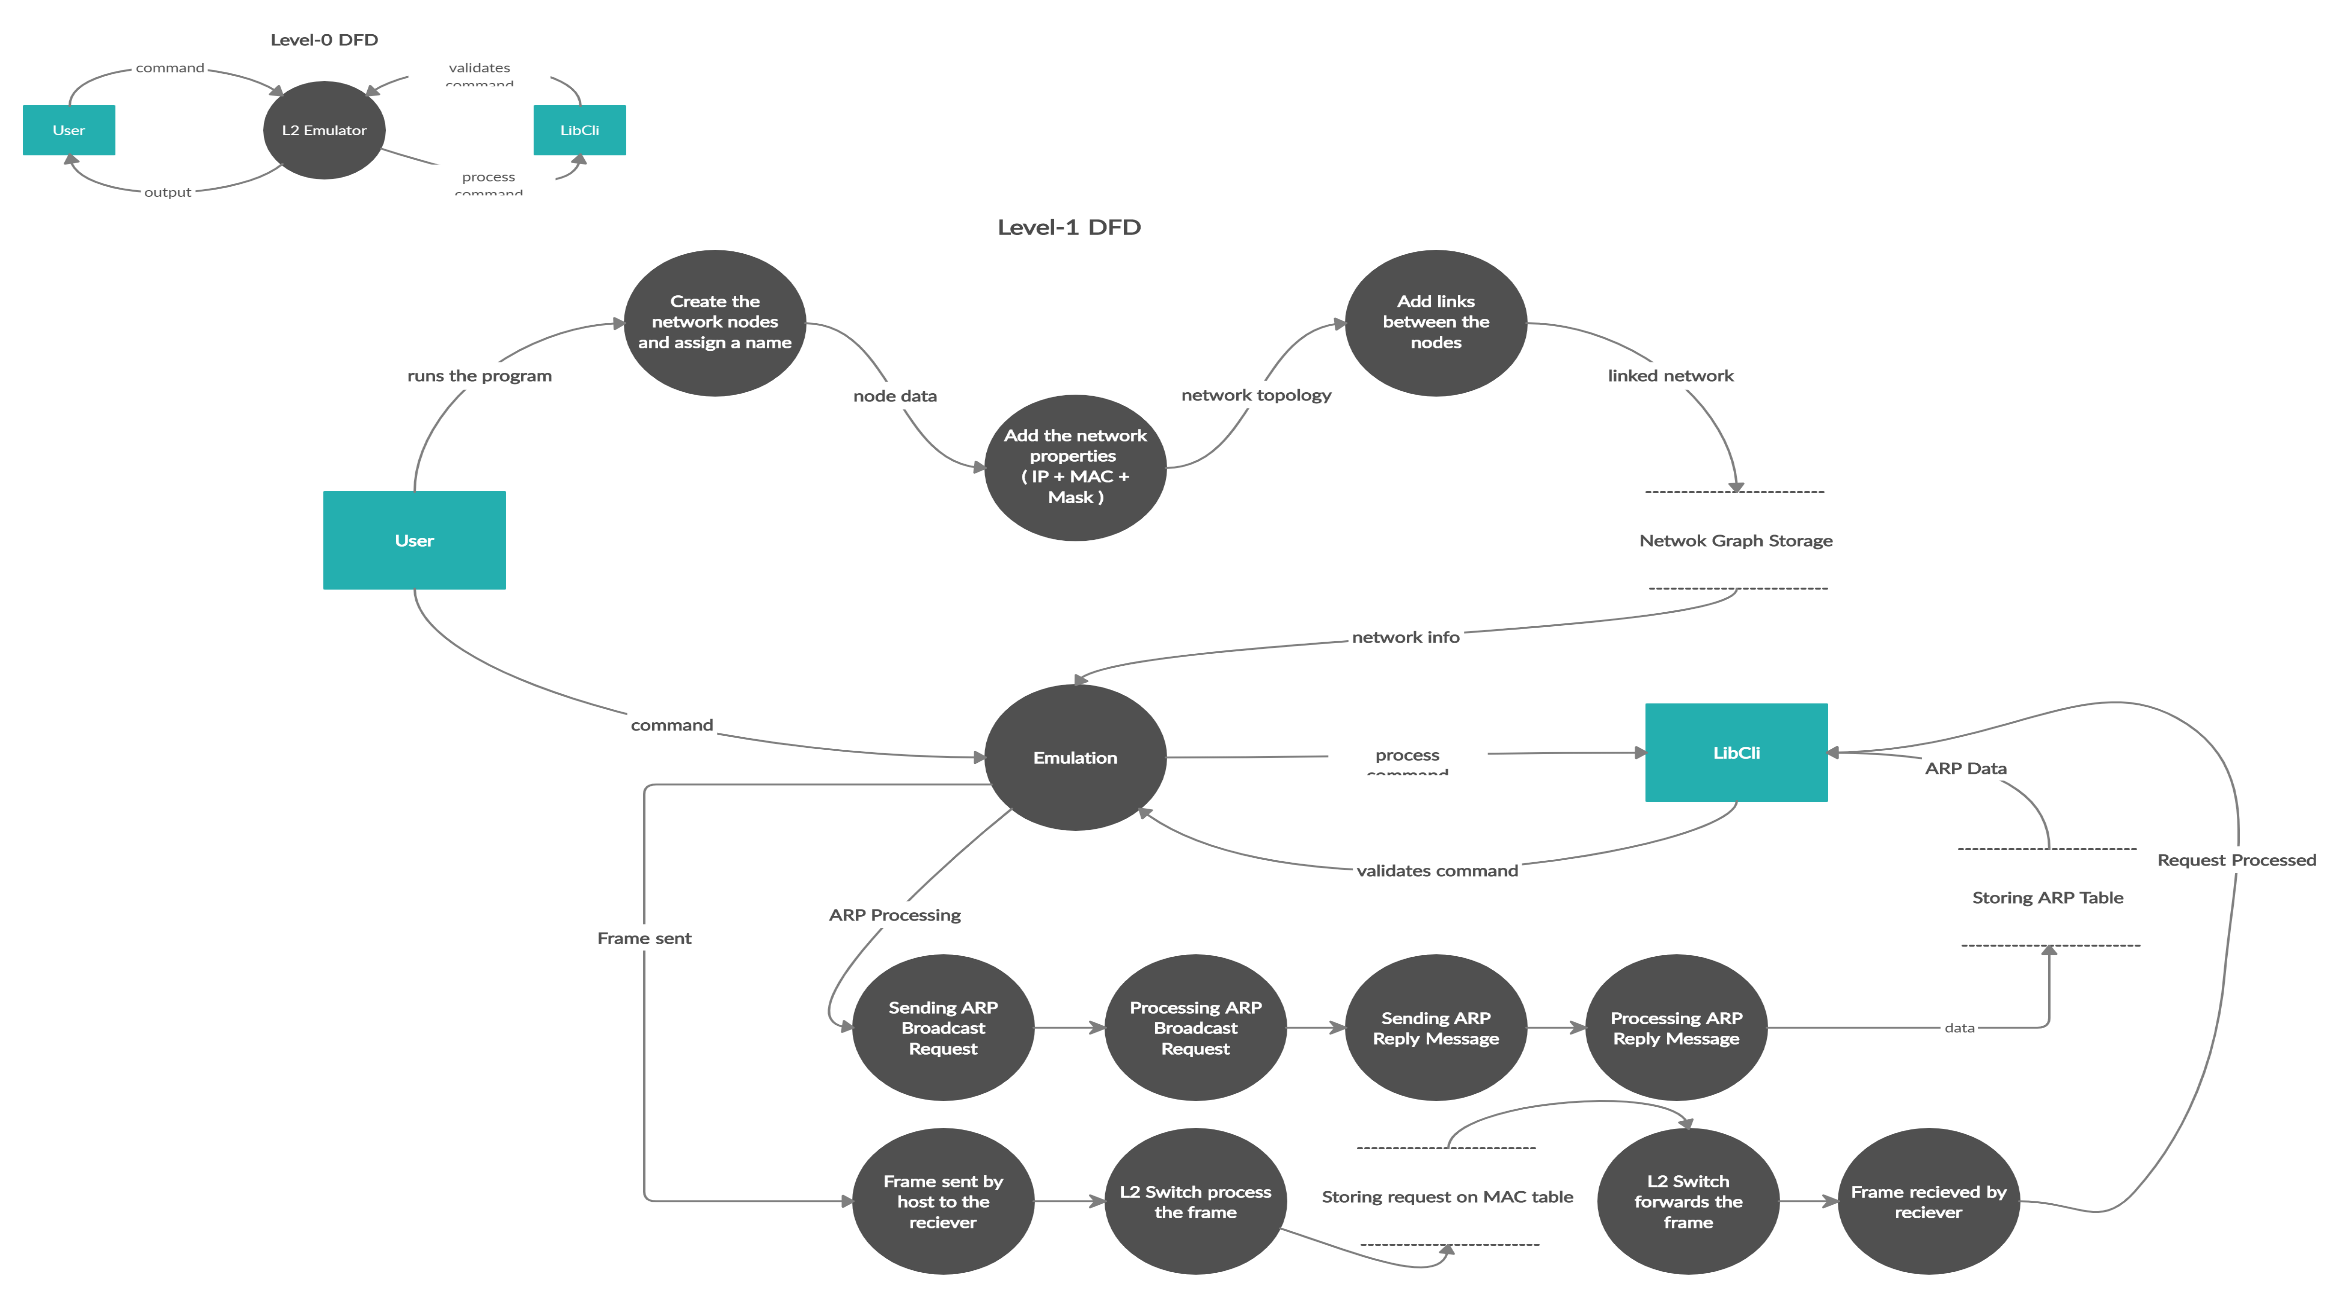 Level-0 DFD
command
validates
command
User
L2 Emulator
LibCli
process
command
output
Level-1 DFD
Create the
network nodes
and assign a name
Add links
between the
nodes
runs the program
linked network
node data
network topology
Add the network
properties
( IP + MAC +
Mask )
User
Netwok Graph Storage
network info
command
Emulation
process
command
LibCli
ARP Data
validates command
Request Processed
Storing ARP Table
ARP Processing
Frame sent
Sending ARP
Broadcast
Request
Processing ARP
Broadcast
Request
Sending ARP
Reply Message
Processing ARP
Reply Message
data
Frame sent by
host to the
reciever
L2 Switch process
the frame
Storing request on MAC table
L2 Switch
forwards the
frame
Frame recieved by
reciever